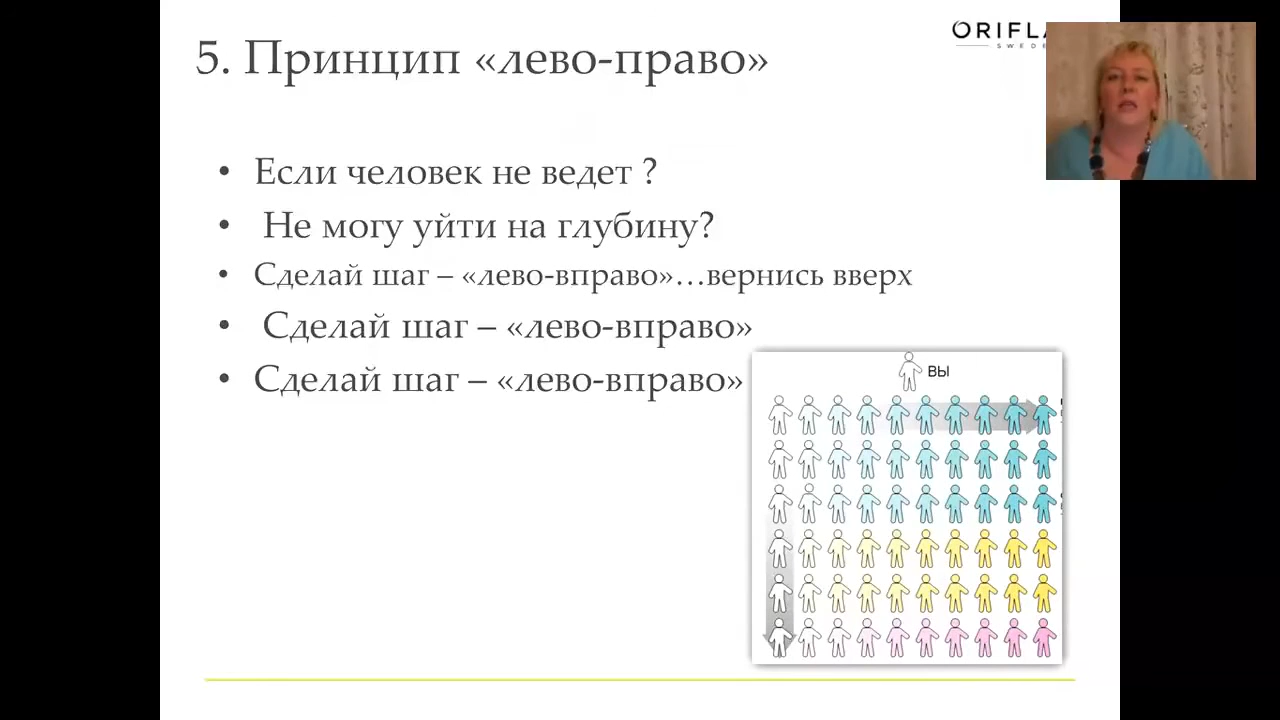 5. Принцип «лево-право»
ORIFLA
SWEDE
• Если человек не ведет ?
• Не могу уйти на глубину?
• Сделай шаг – «лево-вправо»…вернись вверх
• Сделай шаг – «лево-вправо»
• Сделай шаг – «лево-вправо»
ВЫ